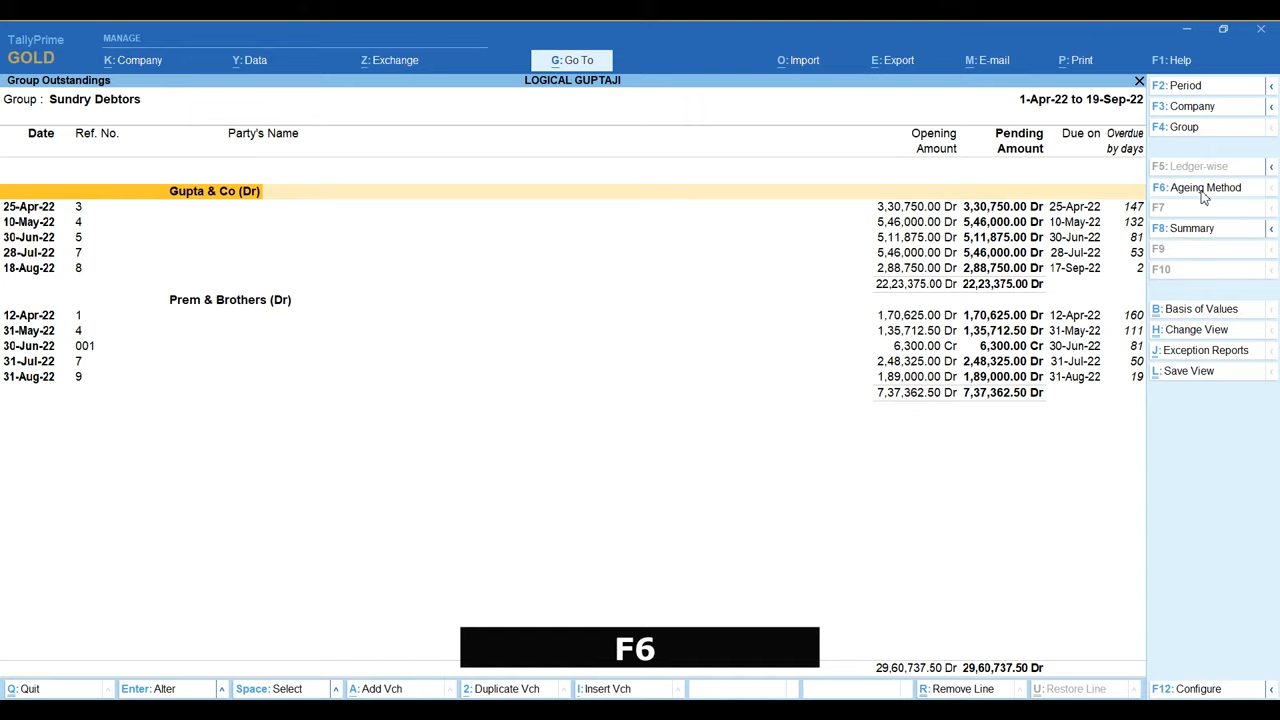 TallyPrime
GOLD
MANAGE
K: Company
Y: Data
Z: Exchange
G: Go To
O: Import
E: Export
M: E-mail
P: Print
F1: Help
Group Outstandings
LOGICAL GUPTAJI
Group : Sundry Debtors
1-Apr-22 to 19-Sep-22
Date Ref. No. Party's Name Opening Amount Pending Amount Due on Overdue by days
Gupta & Co (Dr)
25-Apr-22 3 3,30,750.00 Dr 3,30,750.00 Dr 25-Apr-22 147
10-May-22 4 5,46,000.00 Dr 5,46,000.00 Dr 10-May-22 132
30-Jun-22 5 5,11,875.00 Dr 5,11,875.00 Dr 30-Jun-22 81
28-Jul-22 7 5,46,000.00 Dr 5,46,000.00 Dr 28-Jul-22 53
18-Aug-22 8 2,88,750.00 Dr 2,88,750.00 Dr 17-Sep-22 2
22,23,375.00 Dr 22,23,375.00 Dr
Prem & Brothers (Dr)
12-Apr-22 1 1,70,625.00 Dr 1,70,625.00 Dr 12-Apr-22 160
31-May-22 4 1,35,712.50 Dr 1,35,712.50 Dr 31-May-22 111
30-Jun-22 001 6,300.00 Cr 6,300.00 Cr 30-Jun-22 81
31-Jul-22 7 2,48,325.00 Dr 2,48,325.00 Dr 31-Jul-22 50
31-Aug-22 9 1,89,000.00 Dr 1,89,000.00 Dr 31-Aug-22 19
7,37,362.50 Dr 7,37,362.50 Dr
29,60,737.50 Dr 29,60,737.50 Dr
F2: Period
F3: Company
F4: Group
F5: Ledger-wise
F6: Ageing Method
F7
F8: Summary
F9
F10
B: Basis of Values
H: Change View
J: Exception Reports
L: Save View
F6
Q: Quit
Enter: Alter
Space: Select
A: Add Vch
2: Duplicate Vch
I: Insert Vch
R: Remove Line
U: Restore Line
F12: Configure